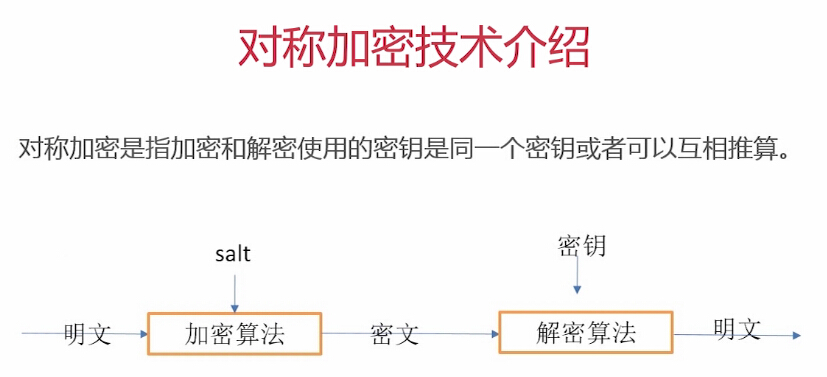 对称加密技术介绍
对称加密是指加密和解密使用的密钥是同一个密钥或者可以互相推算。
salt
密钥
明文
加密算法
密文
解密算法
明文